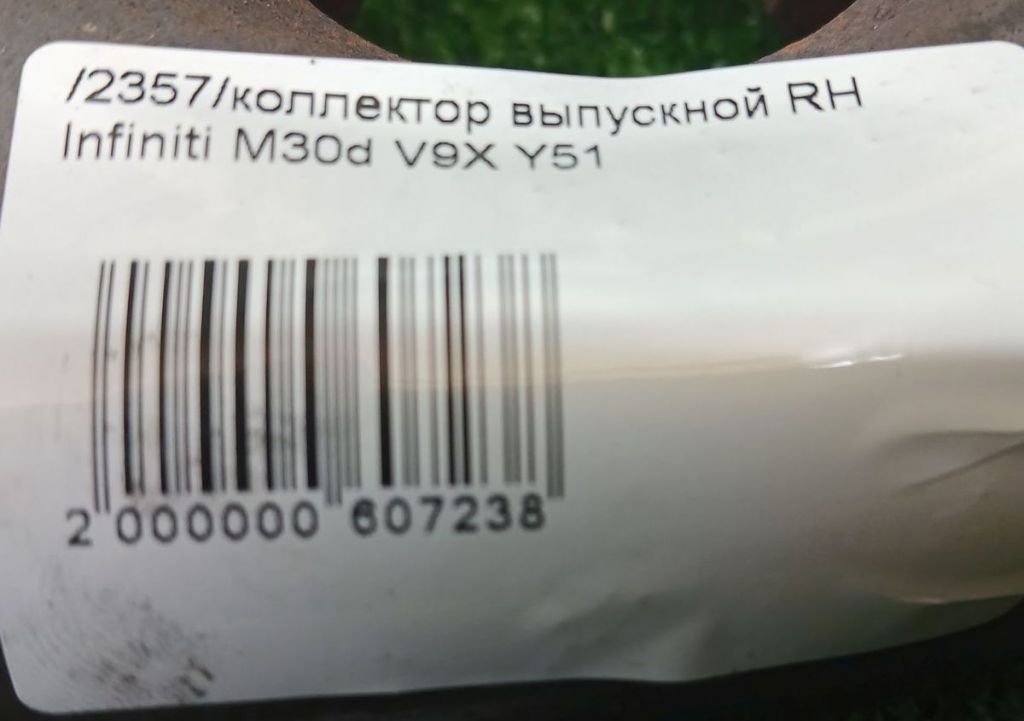 /2357/коллектор выпускной RH
Infiniti M30d V9X Y51
2 000000 607238